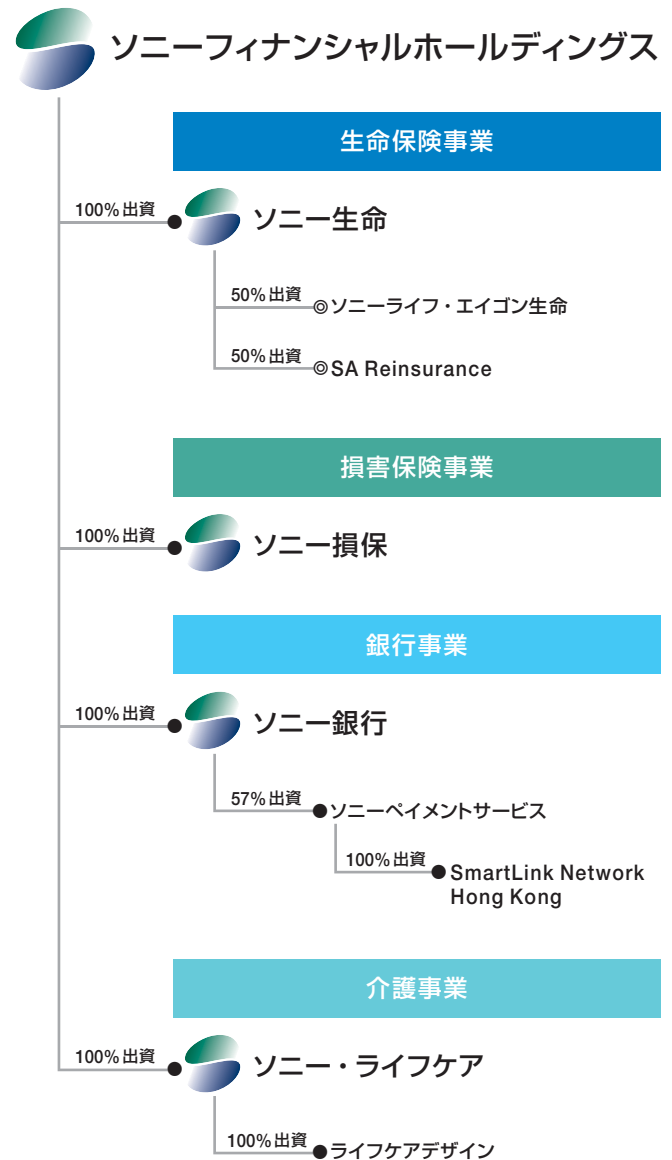 ソニーフィナンシャルホールディングス
生命保険事業
100%出資
ソニー生命
50%出資
◎ソニーライフ・エイゴン生命
50%出資
◎SA Reinsurance
損害保険事業
100%出資
●
ソニー損保
銀行事業
100%出資
●
ソニー銀行
57%出資
●ソニーペイメントサービス
100%出資
●SmartLink Network
Hong Kong
介護事業
100%出資
●
ソニー・ライフケア
100%出資
●ライフケアデザイン